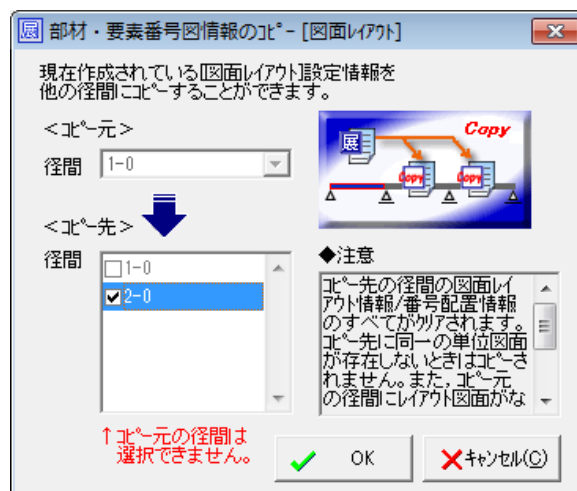 展 部材・要素番号図情報のｺﾋﾟｰ [図面ﾚｲｱｳﾄ]
現在作成されている[図面ﾚｲｱｳﾄ]設定情報を
他の径間にｺﾋﾟｰすることができます。
＜ｺﾋﾟｰ元＞
径間 1-0
展 Copy
Copy Copy
＜ｺﾋﾟｰ先＞
径間
1-0
2-0
↑ｺﾋﾟｰ元の径間は
選択できません。
◆注意
ｺﾋﾟｰ先の径間の図面ﾚｲ
ｱｳﾄ情報/番号配置情報
のすべてがｸﾘｱされます。
ｺﾋﾟｰ先に同一の単位図面
が存在しないときはｺﾋﾟｰさ
れません。また，ｺﾋﾟｰ元
の径間にﾚｲｱｳﾄ図面がな
OK
ｷｬﾝｾﾙ(C)